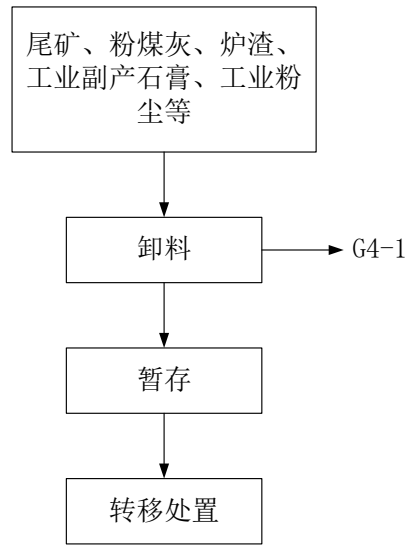 尾矿、粉煤灰、炉渣、
工业副产石膏、工业粉
尘等
卸料
G4-1
暂存
转移处置